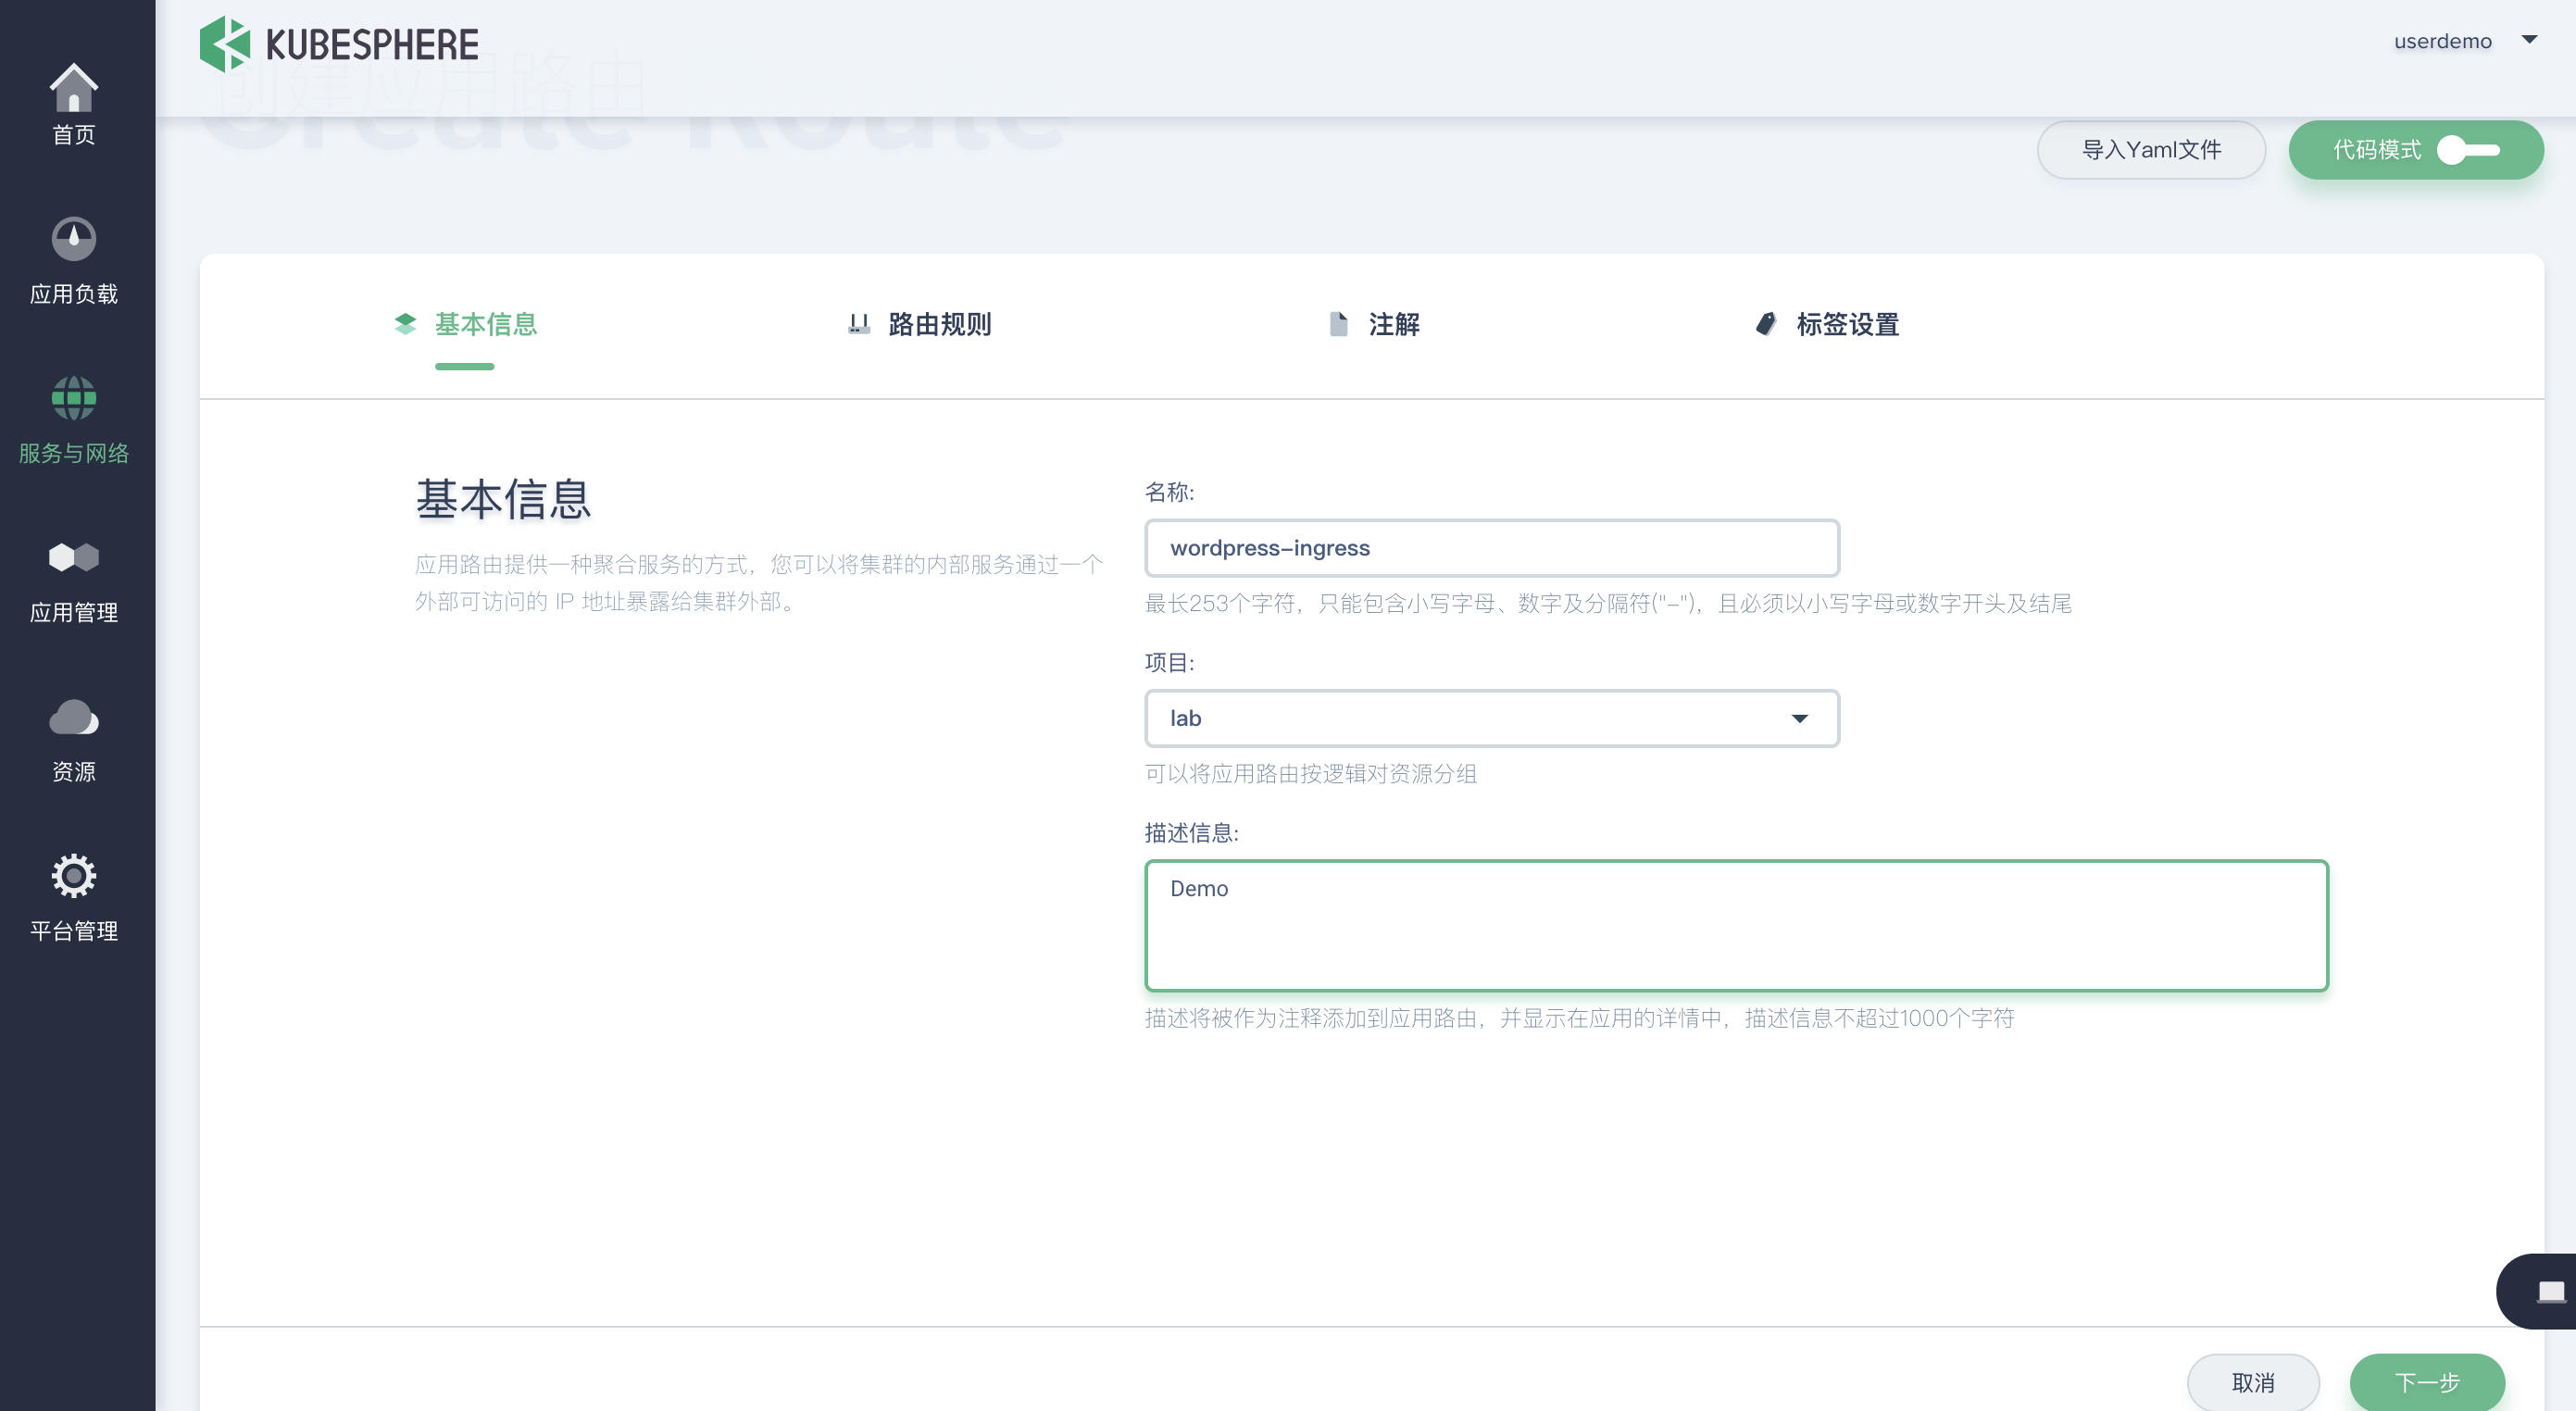 KUBESPHERE
userdemo
创建应用路由
Create Route
导入Yaml文件
代码模式
首页
应用负载
服务与网络
应用管理
资源
平台管理
基本信息
路由规则
注解
标签设置
基本信息
应用路由提供一种聚合服务的方式，您可以将集群的内部服务通过一个
外部可访问的 IP 地址暴露给集群外部。
名称:
wordpress-ingress
最长253个字符，只能包含小写字母、数字及分隔符("-")，且必须以小写字母或数字开头及结尾
项目:
lab
可以将应用路由按逻辑对资源分组
描述信息:
Demo
描述将被作为注释添加到应用路由，并显示在应用的详情中，描述信息不超过1000个字符
取消
下一步